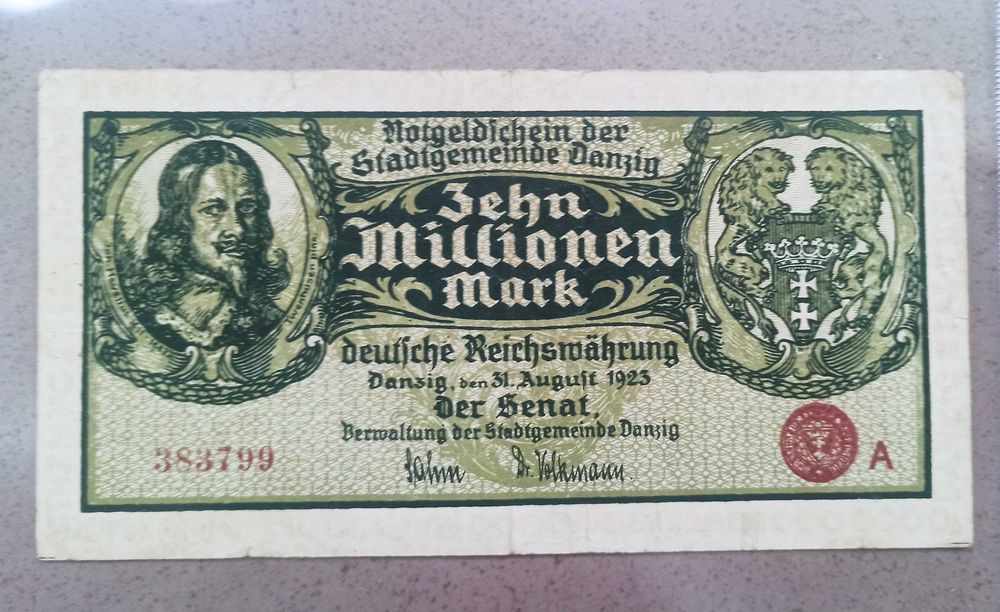 Notgeldschein der
Stadtgemeinde Danzig
Zehn
Millionen
Mark
deutsche Reichswährung
Danzig, den 31. August 1923
Der Senat,
Verwaltung der Stadtgemeinde Danzig
Sahm Dr. Volkmann.
383799
A